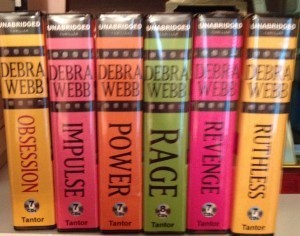 UNABRIDGED
DEBRA
WEBB
OBSESSION
Tantor
UNABRIDGED
DEBRA
WEBB
IMPULSE
Tantor
UNABRIDGED
DEBRA
WEBB
POWER
Tantor
UNABRIDGED
DEBRA
WEBB
RAGE
Tantor
UNABRIDGED
DEBRA
WEBB
REVENGE
Tantor
UNABRIDGED
DEBRA
WEBB
RUTHLESS
Tantor